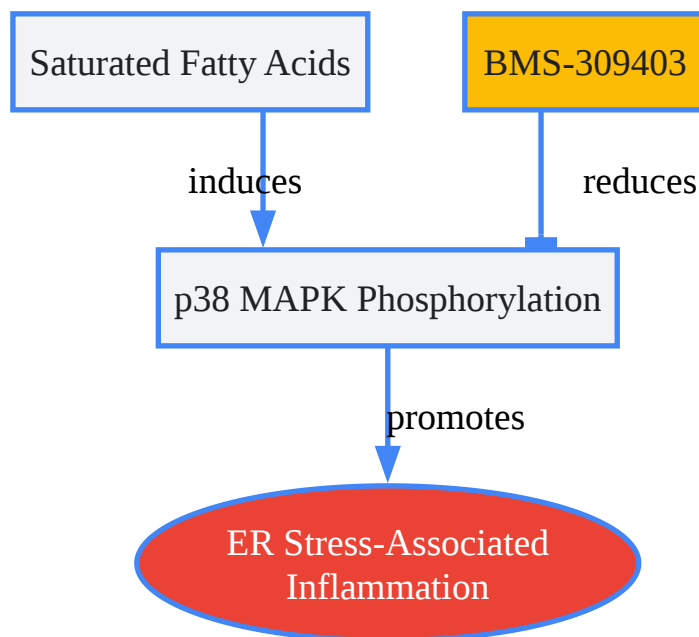 Saturated Fatty Acids
BMS-309403
induces
reduces
p38 MAPK Phosphorylation
promotes
ER Stress-Associated
Inflammation